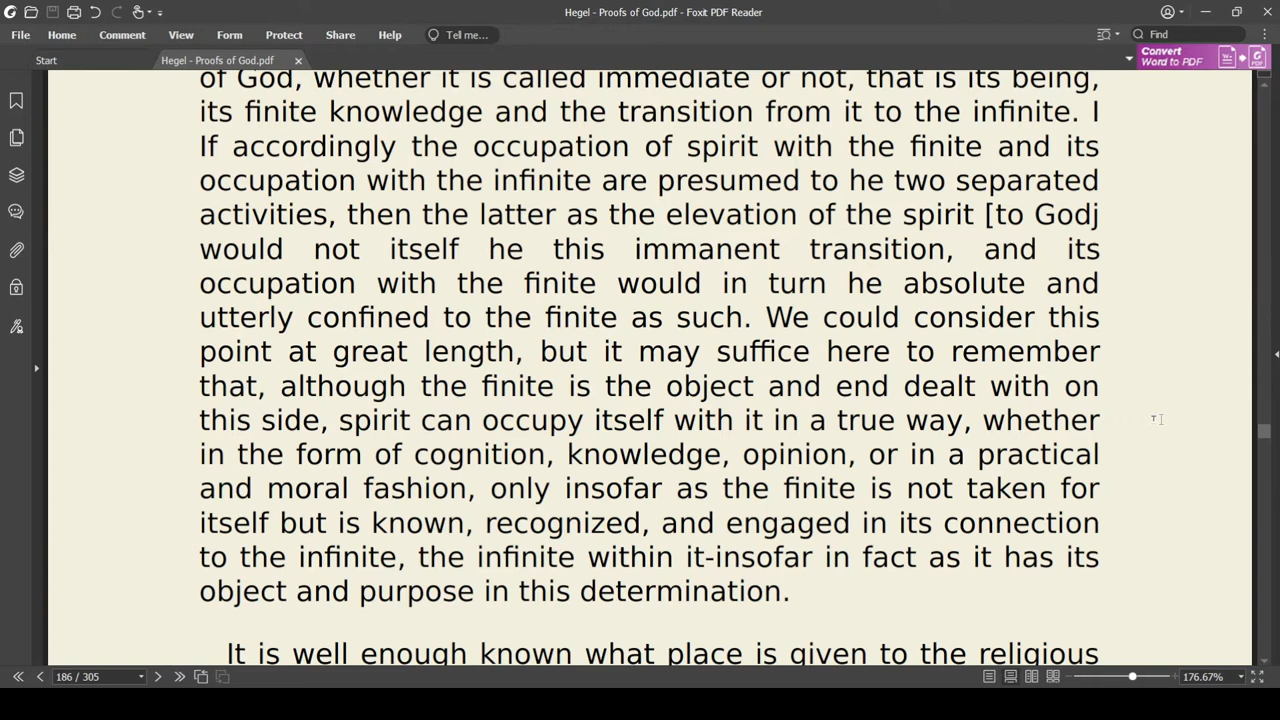 Hegel - Proofs of God.pdf - Foxit PDF Reader
File Home Comment View Form Protect Share Help Tell me... Find
Start Hegel - Proofs of God.pdf
Convert
Word to PDF
of God, whether it is called immediate or not, that is its being,
its finite knowledge and the transition from it to the infinite. I
If accordingly the occupation of spirit with the finite and its
occupation with the infinite are presumed to he two separated
activities, then the latter as the elevation of the spirit [to Godj
would not itself he this immanent transition, and its
occupation with the finite would in turn he absolute and
utterly confined to the finite as such. We could consider this
point at great length, but it may suffice here to remember
that, although the finite is the object and end dealt with on
this side, spirit can occupy itself with it in a true way, whether
in the form of cognition, knowledge, opinion, or in a practical
and moral fashion, only insofar as the finite is not taken for
itself but is known, recognized, and engaged in its connection
to the infinite, the infinite within it-insofar in fact as it has its
object and purpose in this determination.
It is well enough known what place is given to the religious
186 / 305
176.67%